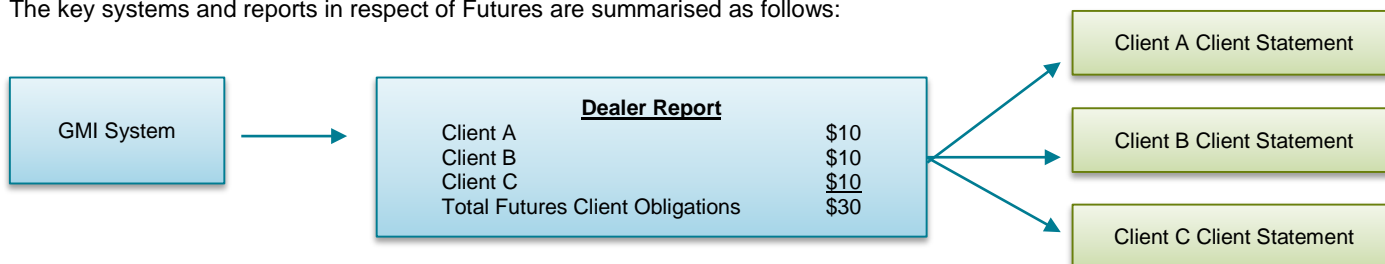 The key systems and reports in respect of Futures are summarised as follows:
GMI System
Dealer Report
Client A $10
Client B $10
Client C $10
Total Futures Client Obligations $30
Client A Client Statement
Client B Client Statement
Client C Client Statement